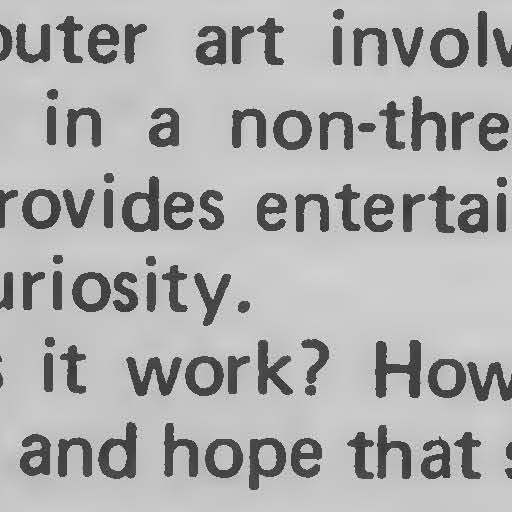 outer art involv
in a non-thre
rovides entertai
uriosity.
s it work? How
and hope that s